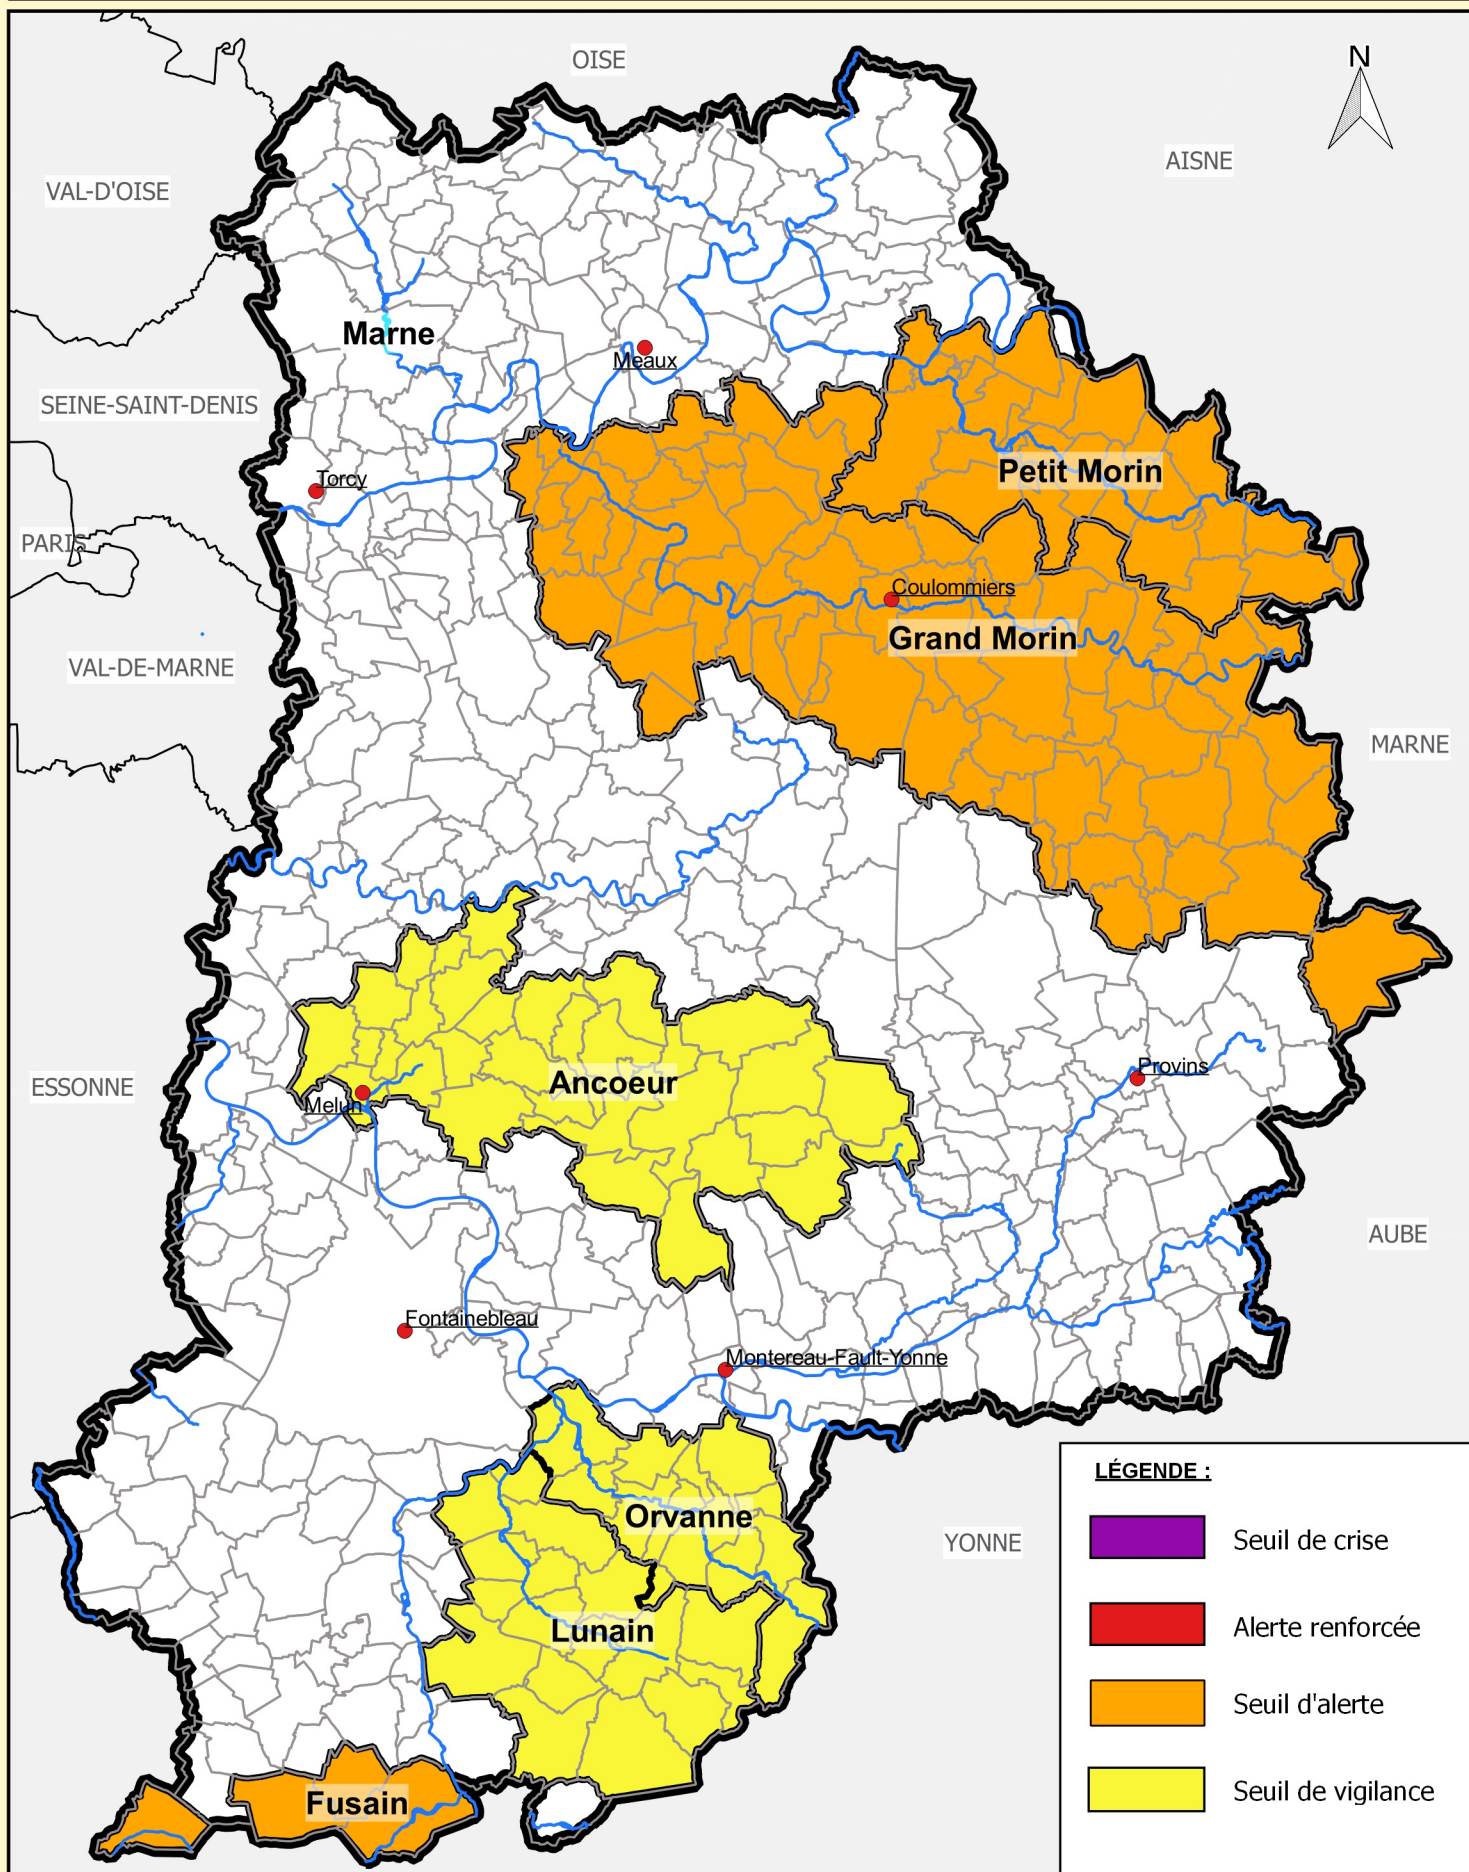 OISE
N
AISNE
VAL-D'OISE
Marne
Meaux
SEINE-SAINT-DENIS
Petit Morin
Torcy
PARIS
Coulommiers
Grand Morin
VAL-DE-MARNE
MARNE
Provins
Ancoeur
ESSONNE
Melun
AUBE
Fontainebleau
Montereau-Fault-Yonne
LÉGENDE :
Orvanne
YONNE
Seuil de crise
Lunain
Alerte renforcée
Seuil d'alerte
Seuil de vigilance
Fusain